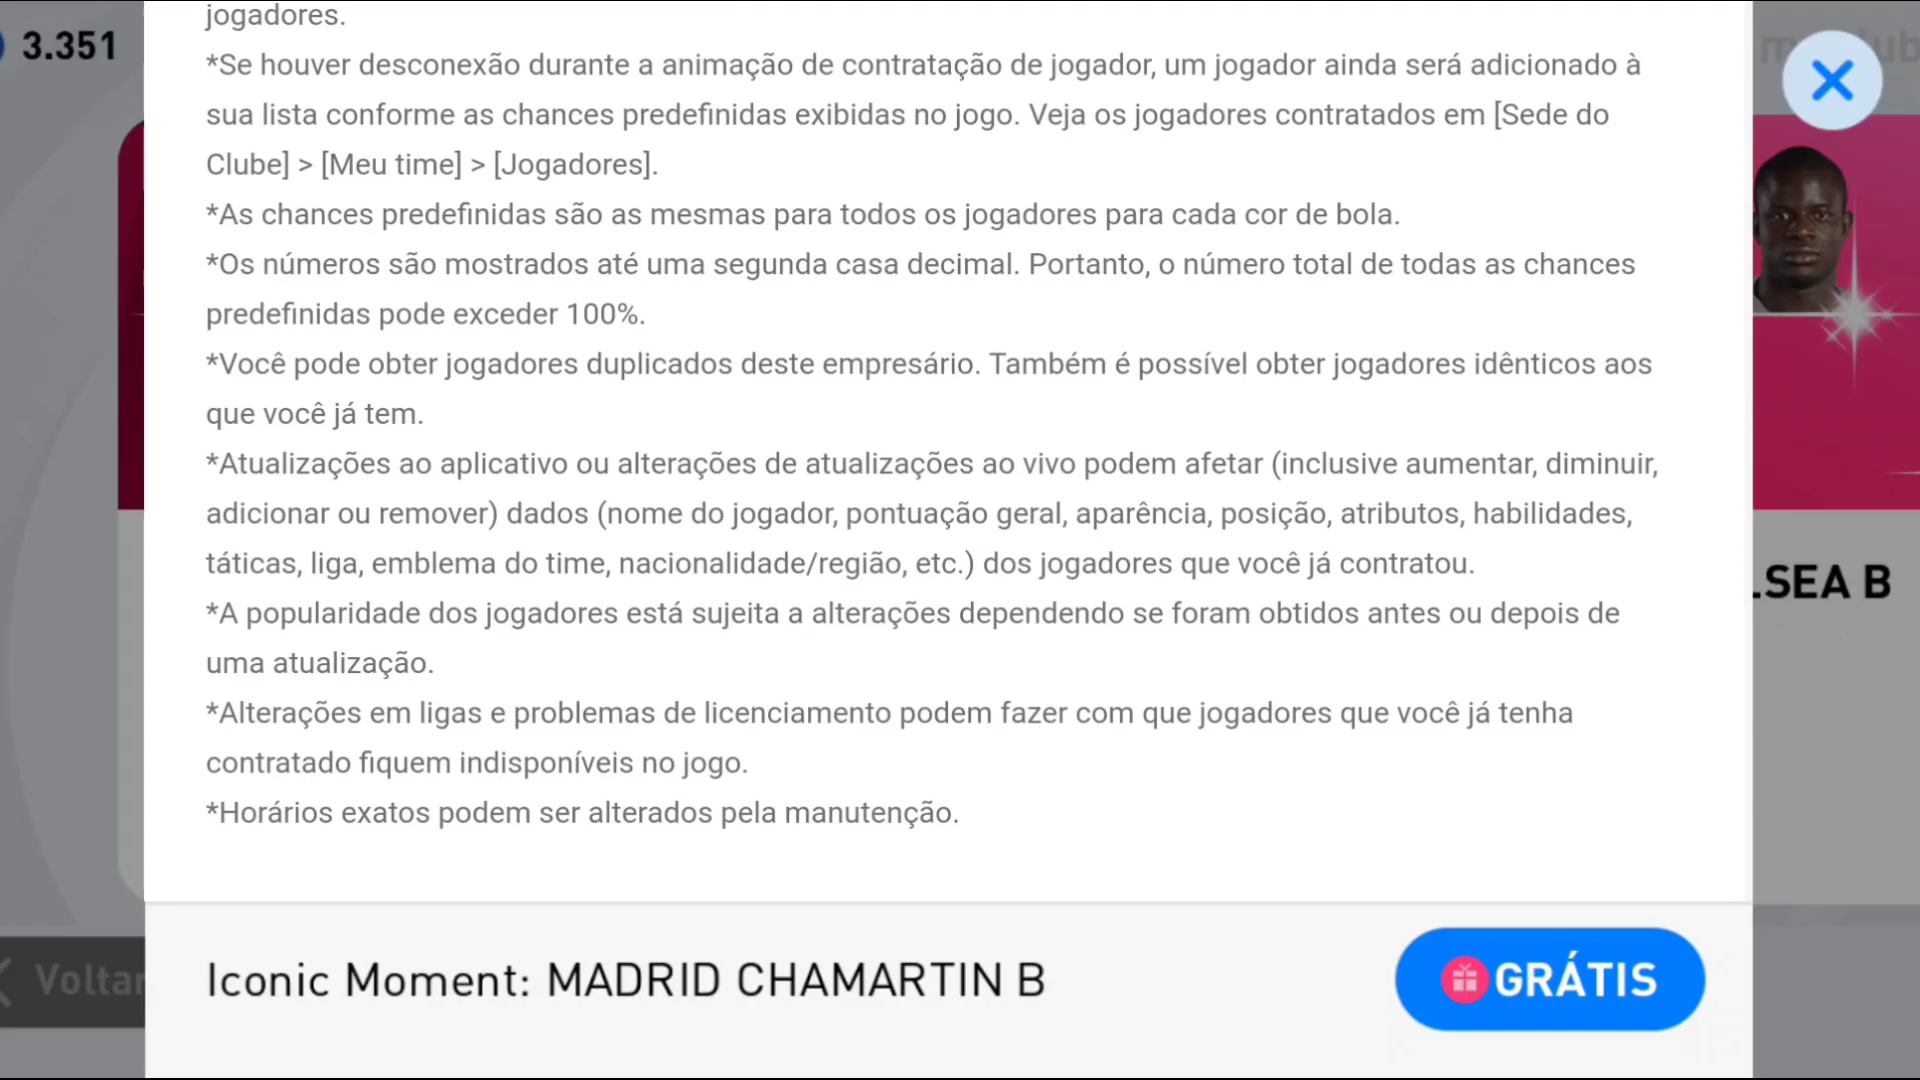 jogadores.
3.351
*Se houver desconexão durante a animação de contratação de jogador, um jogador ainda será adicionado à
sua lista conforme as chances predefinidas exibidas no jogo. Veja os jogadores contratados em [Sede do
Clube] > [Meu time] > [Jogadores].
*As chances predefinidas são as mesmas para todos os jogadores para cada cor de bola.
*Os números são mostrados até uma segunda casa decimal. Portanto, o número total de todas as chances
predefinidas pode exceder 100%.
*Você pode obter jogadores duplicados deste empresário. Também é possível obter jogadores idênticos aos
que você já tem.
*Atualizações ao aplicativo ou alterações de atualizações ao vivo podem afetar (inclusive aumentar, diminuir,
adicionar ou remover) dados (nome do jogador, pontuação geral, aparência, posição, atributos, habilidades,
táticas, liga, emblema do time, nacionalidade/região, etc.) dos jogadores que você já contratou.
LSEA B
*A popularidade dos jogadores está sujeita a alterações dependendo se foram obtidos antes ou depois de
uma atualização.
*Alterações em ligas e problemas de licenciamento podem fazer com que jogadores que você já tenha
contratado fiquem indisponíveis no jogo.
*Horários exatos podem ser alterados pela manutenção.
Voltar
Iconic Moment: MADRID CHAMARTIN B
GRÁTIS